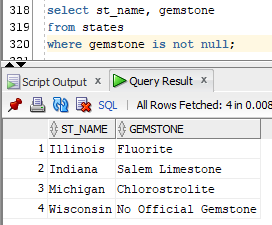 318 select st_name, gemstone
319 from states
320 where gemstone is not null;
Script Output x Query Result x
SQL | All Rows Fetched: 4 in 0.008
ST_NAME GEMSTONE
1 Illinois Fluorite
2 Indiana Salem Limestone
3 Michigan Chlorostrolite
4 Wisconsin No Official Gemstone